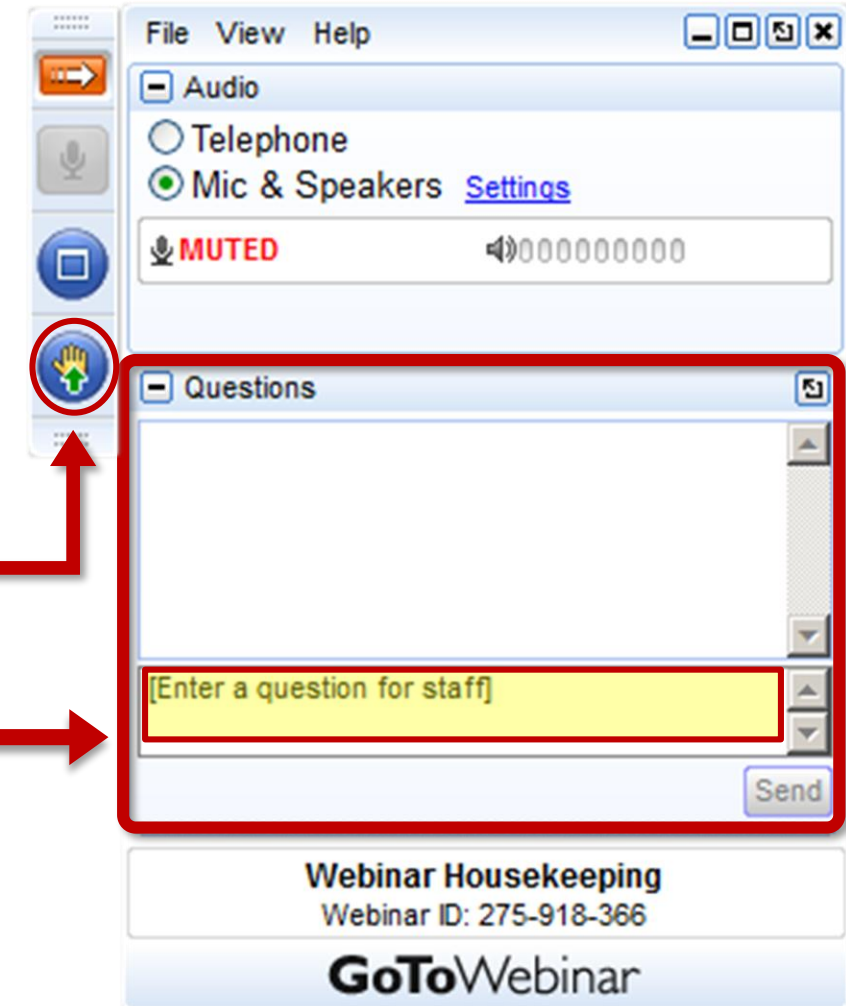 File View Help
Audio
Telephone
Mic & Speakers Settings
MUTED 000000000
Questions
[Enter a question for staff]
Send
Webinar Housekeeping
Webinar ID: 275-918-366
GoToWebinar